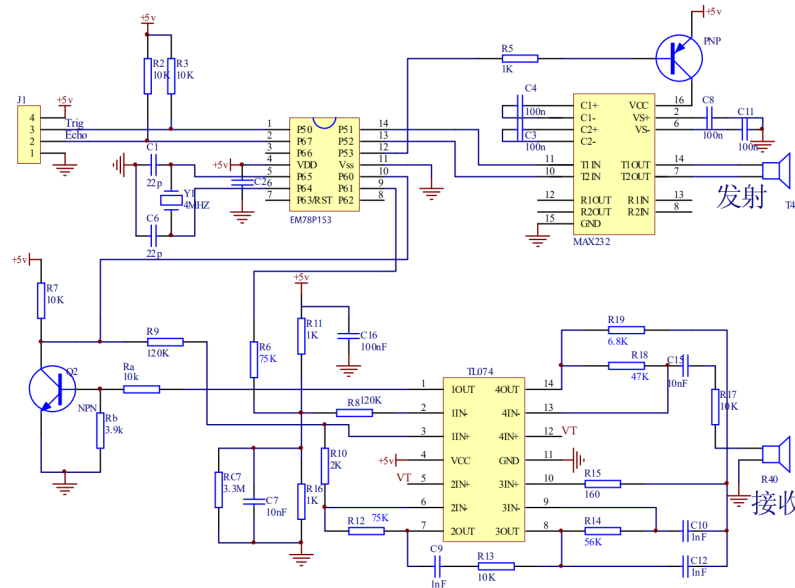 +5v
+5v
R2
10K
R3
10K
R5
1K
PNP
J1
4
3
2
1
+5v
Trig
Echo
C4
100n
C3
100n
C1+
C1-
C2+
C2-
VCC
VS+
VS-
16
2
6
C8
100n
C11
100n
1
2
3
4
5
6
7
P50
P67
P66
VDD
P65
P64
P63/RST
P51
P52
P53
Vss
P60
P61
P62
14
13
12
11
10
9
8
EM78P153
C1
22p
Y1
4MHZ
C6
22p
+5v
C2
11
10
T1IN
T2IN
T1OUT
T2OUT
14
7
12
9
15
R1OUT
R2OUT
GND
R1IN
R2IN
13
8
MAX232
发射
T4
+5v
R7
10K
R9
120K
Ra
10k
Q2
NPN
Rb
3.9k
R6
75K
+5v
R11
1K
C16
100nF
R8
120K
R10
2K
RC7
3.3M
C7
10nF
R16
1K
R12
75K
TL074
1
2
3
4
5
6
7
1OUT
1IN-
1IN+
VCC
2IN+
2IN-
2OUT
4OUT
4IN-
4IN+
GND
3IN+
3IN-
3OUT
14
13
12
11
10
9
8
+5v
VT
VT
R19
6.8K
R18
47K
C15
10nF
R17
10K
R15
160
R14
56K
C10
1nF
C12
1nF
C9
1nF
R13
10K
R40
接收